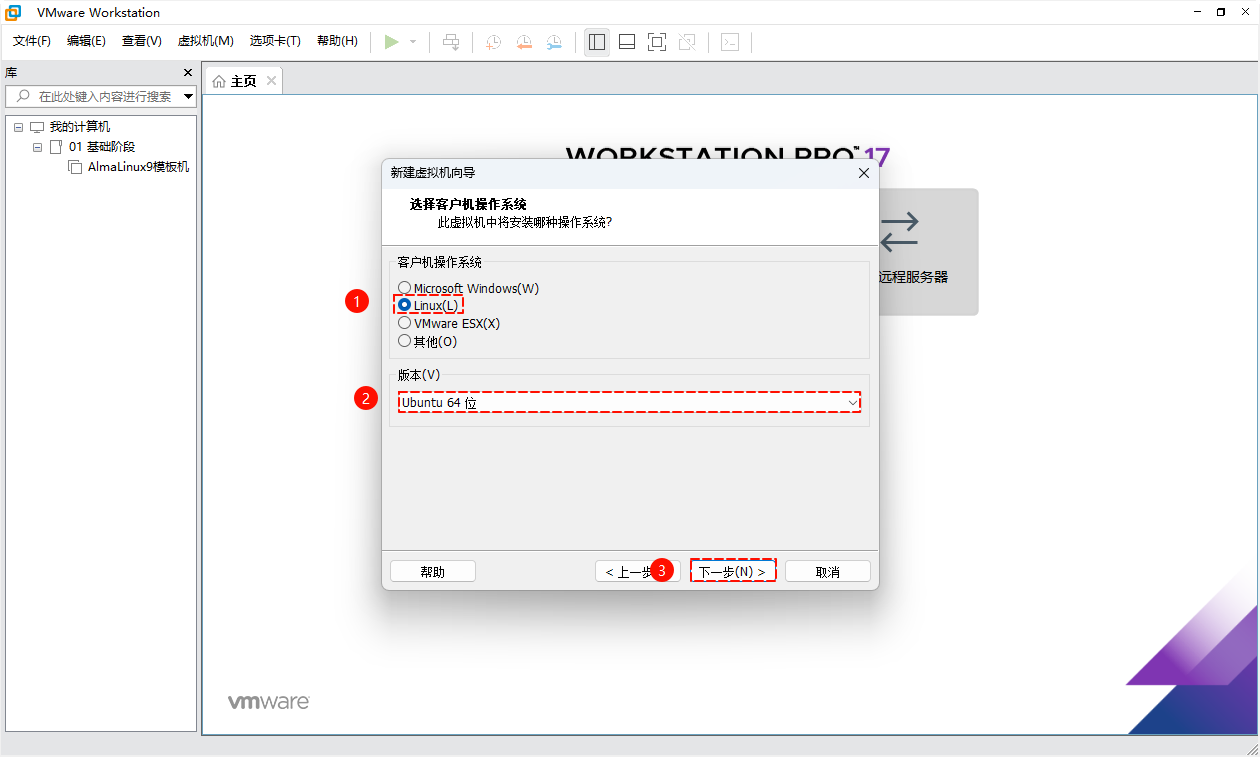 VMware Workstation
文件(F) 编辑(E) 查看(V) 虚拟机(M) 选项卡(T) 帮助(H)
库
在此处键入内容进行搜索
我的计算机
01 基础阶段
AlmaLinux9模板机
主页
WORKSTATION PRO™ 17
新建虚拟机向导
选择客户机操作系统
此虚拟机中将安装哪种操作系统?
客户机操作系统
Microsoft Windows(W)
1
Linux(L)
VMware ESX(X)
其他(O)
版本(V)
2
Ubuntu 64 位
远程服务器
帮助
< 上一步
3
下一步(N) >
取消
vmware